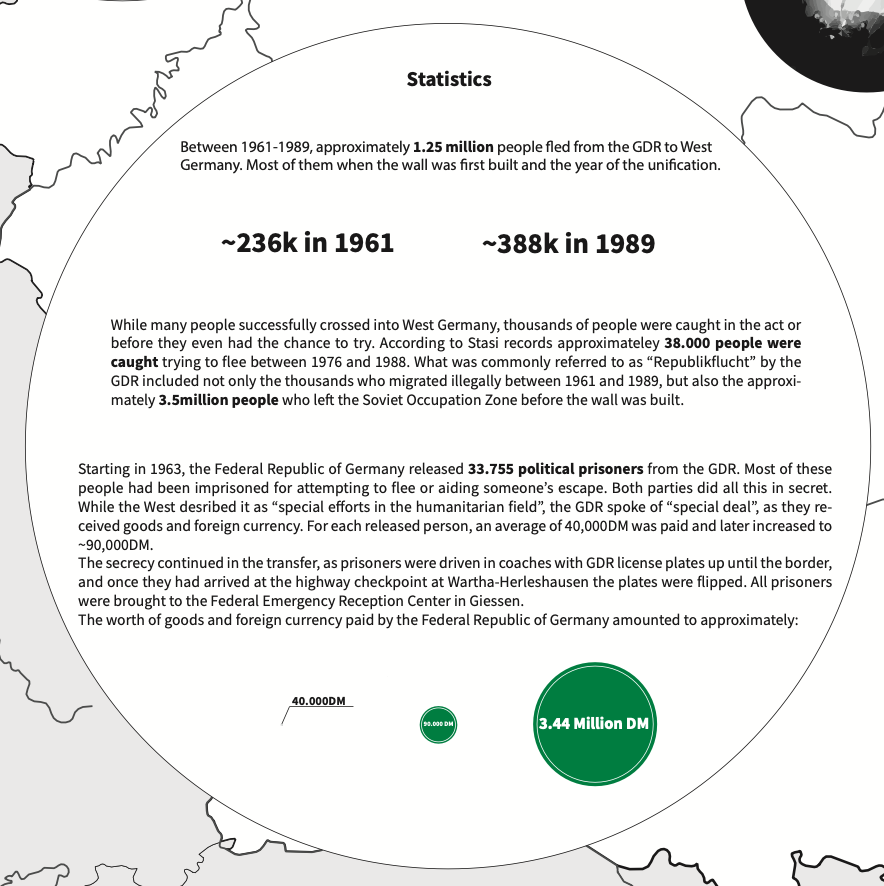 Statistics
Between 1961-1989, approximately 1.25 million people fled from the GDR to West
Germany. Most of them when the wall was first built and the year of the unification.
~236k in 1961
~388k in 1989
While many people successfully crossed into West Germany, thousands of people were caught in the act or
before they even had the chance to try. According to Stasi records approximateley 38.000 people were
caught trying to flee between 1976 and 1988. What was commonly referred to as “Republikflucht” by the
GDR included not only the thousands who migrated illegally between 1961 and 1989, but also the approxi-
mately 3.5million people who left the Soviet Occupation Zone before the wall was built.
Starting in 1963, the Federal Republic of Germany released 33.755 political prisoners from the GDR. Most of these
people had been imprisoned for attempting to flee or aiding someone’s escape. Both parties did all this in secret.
While the West desribed it as “special efforts in the humanitarian field”, the GDR spoke of “special deal”, as they re-
ceived goods and foreign currency. For each released person, an average of 40,000DM was paid and later increased to
~90,000DM.
The secrecy continued in the transfer, as prisoners were driven in coaches with GDR license plates up until the border,
and once they had arrived at the highway checkpoint at Wartha-Herleshausen the plates were flipped. All prisoners
were brought to the Federal Emergency Reception Center in Giessen.
The worth of goods and foreign currency paid by the Federal Republic of Germany amounted to approximately:
40.000DM
90.000 DM
3.44 Million DM